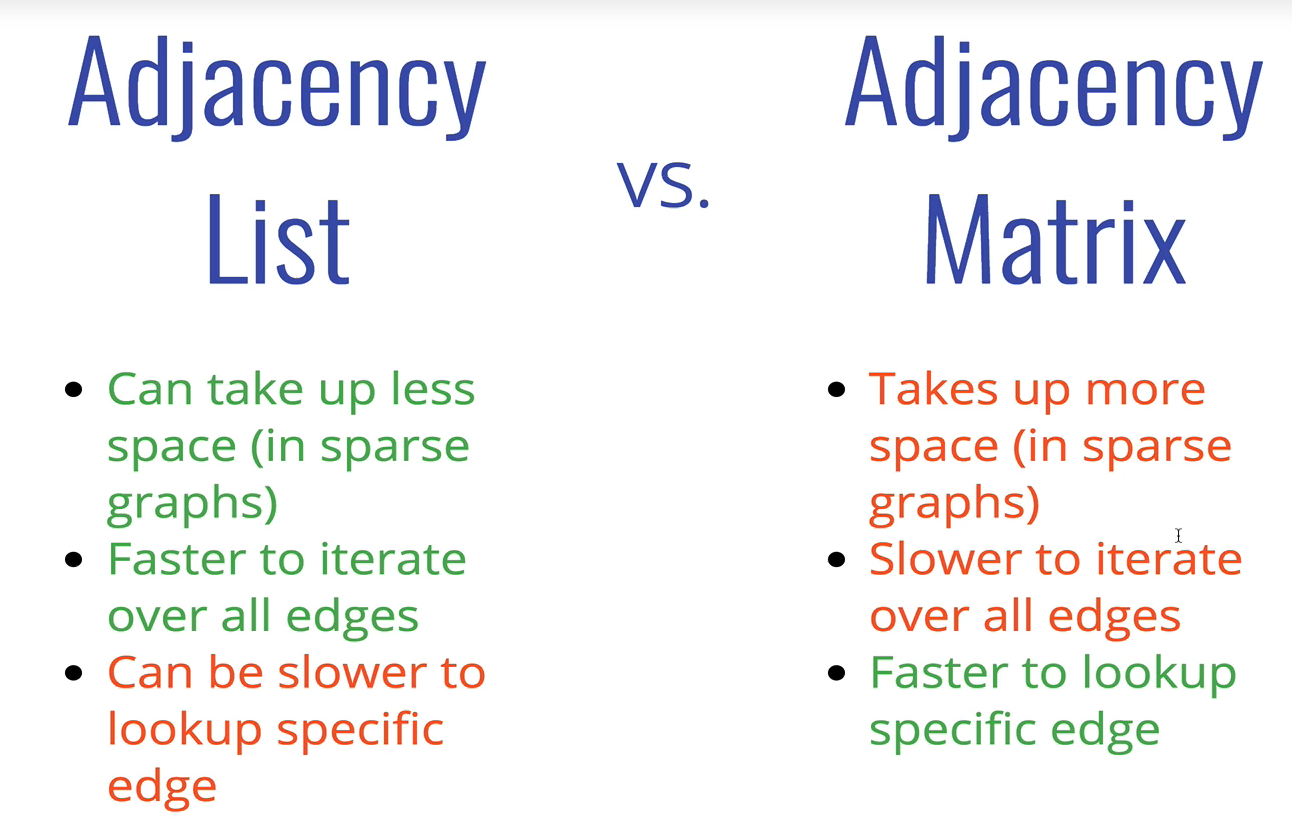 Adjacency
List
vs.
Adjacency
Matrix
• Can take up less
space (in sparse
graphs)
• Faster to iterate
over all edges
• Can be slower to
lookup specific
edge
• Takes up more
space (in sparse
graphs)
• Slower to iterate
over all edges
• Faster to lookup
specific edge